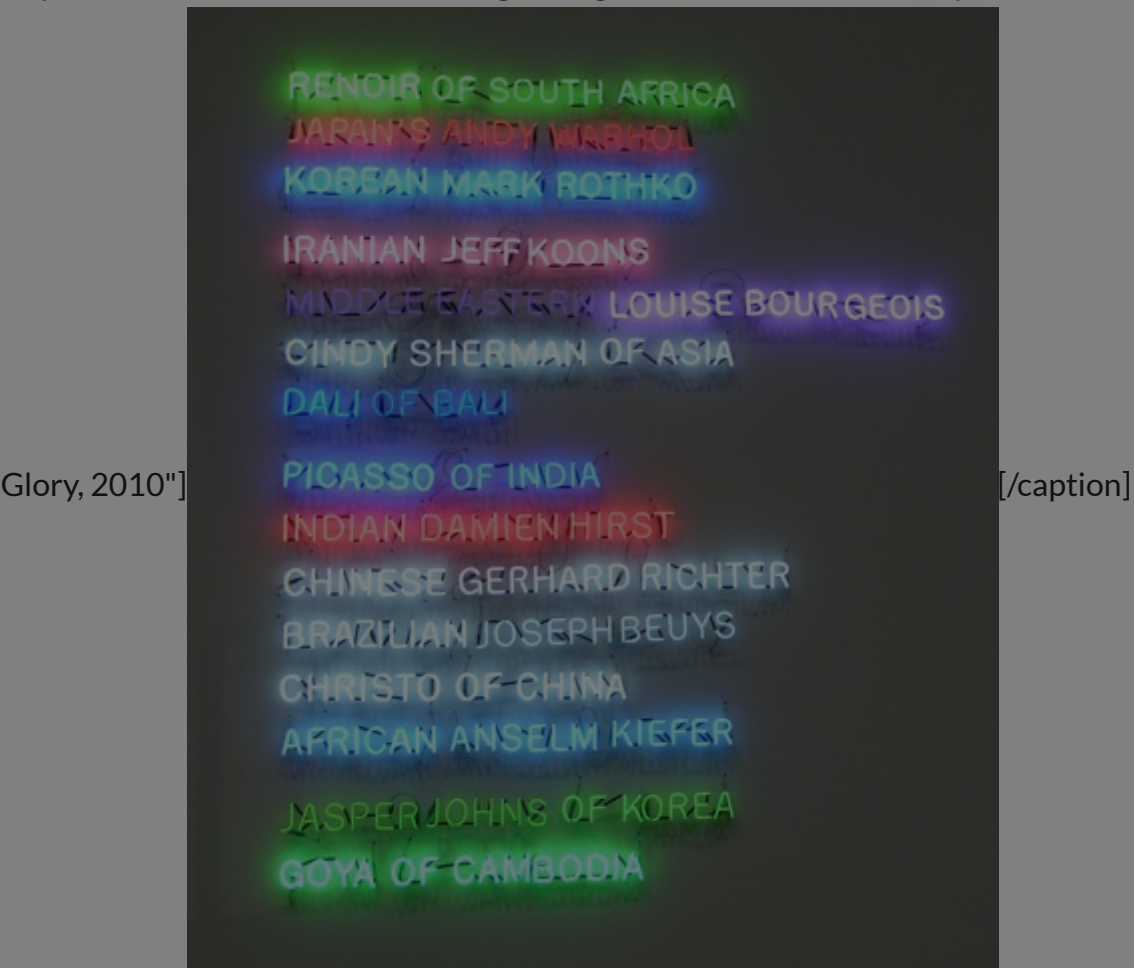 RENOIR OF SOUTH AFRICA
JAPAN'S ANDY WARHOL
KOREAN MARK ROTHKO
IRANIAN JEFF KOONS
MIDDLE EASTERN LOUISE BOURGEOIS
CINDY SHERMAN OF ASIA
DALI OF BALI
Glory, 2010"] PICASSO OF INDIA [/caption]
INDIAN DAMIEN HIRST
CHINESE GERHARD RICHTER
BRAZILIAN JOSEPH BEUYS
CHRISTO OF CHINA
AFRICAN ANSELM KIEFER
JASPER JOHNS OF KOREA
GOYA OF CAMBODIA